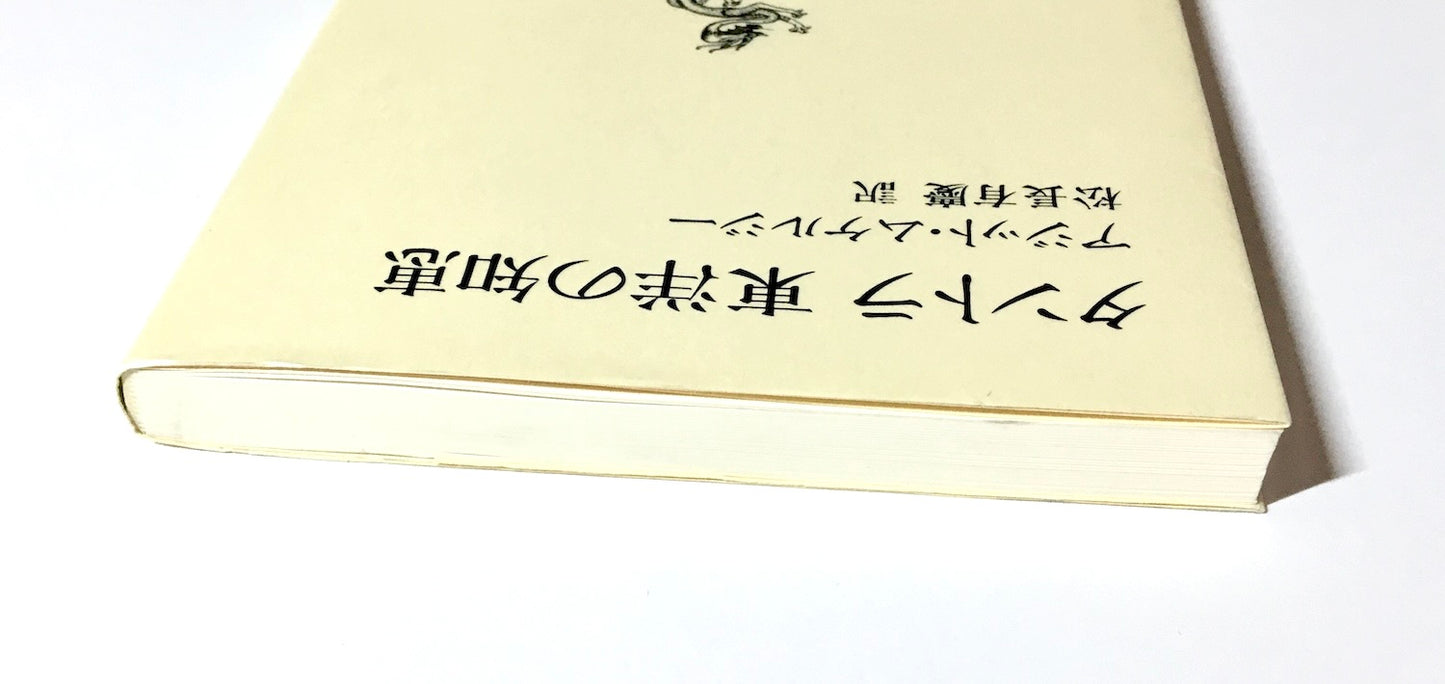 タントラ 東洋の知恵
アジット・ムケルジー
松長有慶 訳